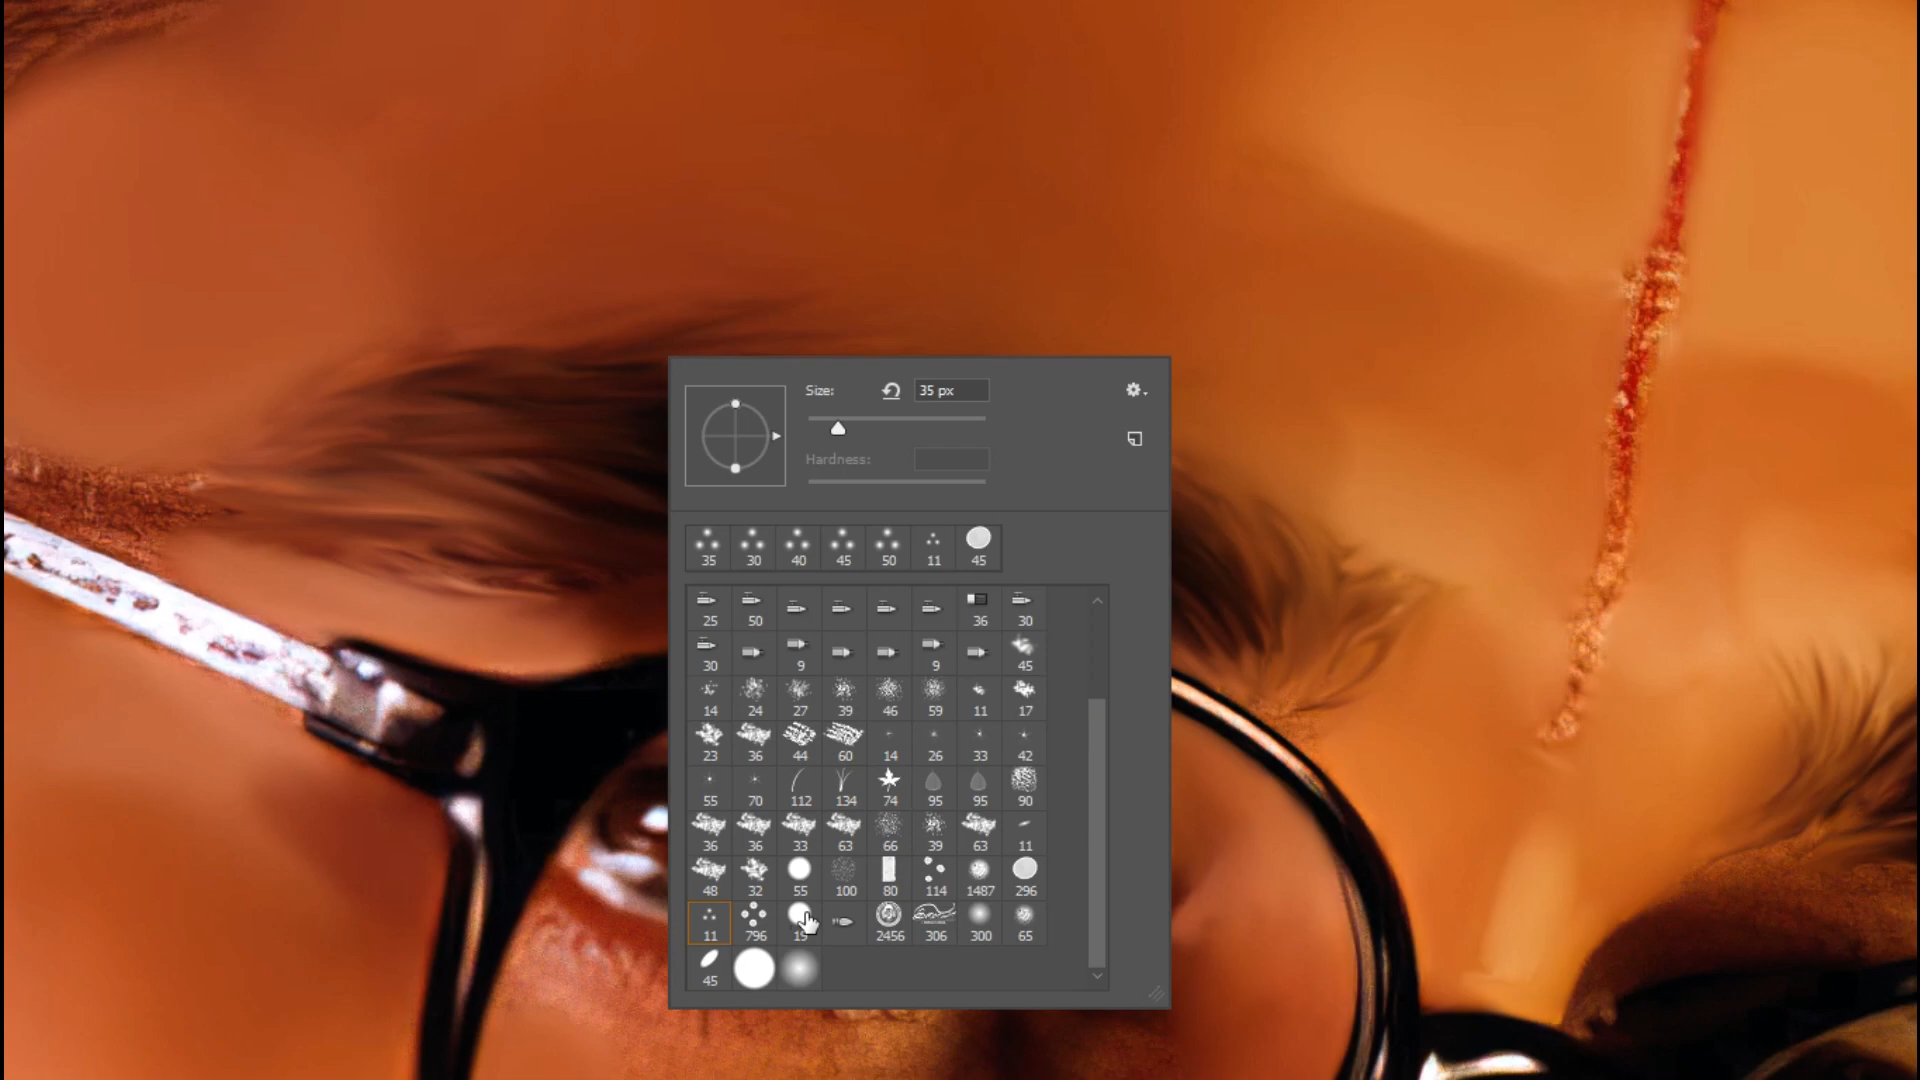 Size: 35 px
Hardness:
35 30 40 45 50 11 45
25 50 36 30
30 9 9 45
14 24 27 39 46 59 11 17
23 36 44 60 14 26 33 42
55 70 112 134 74 95 95 90
36 36 33 63 66 39 63 11
48 32 55 100 80 114 1487 296
11 796 19 2456 306 300 65
45